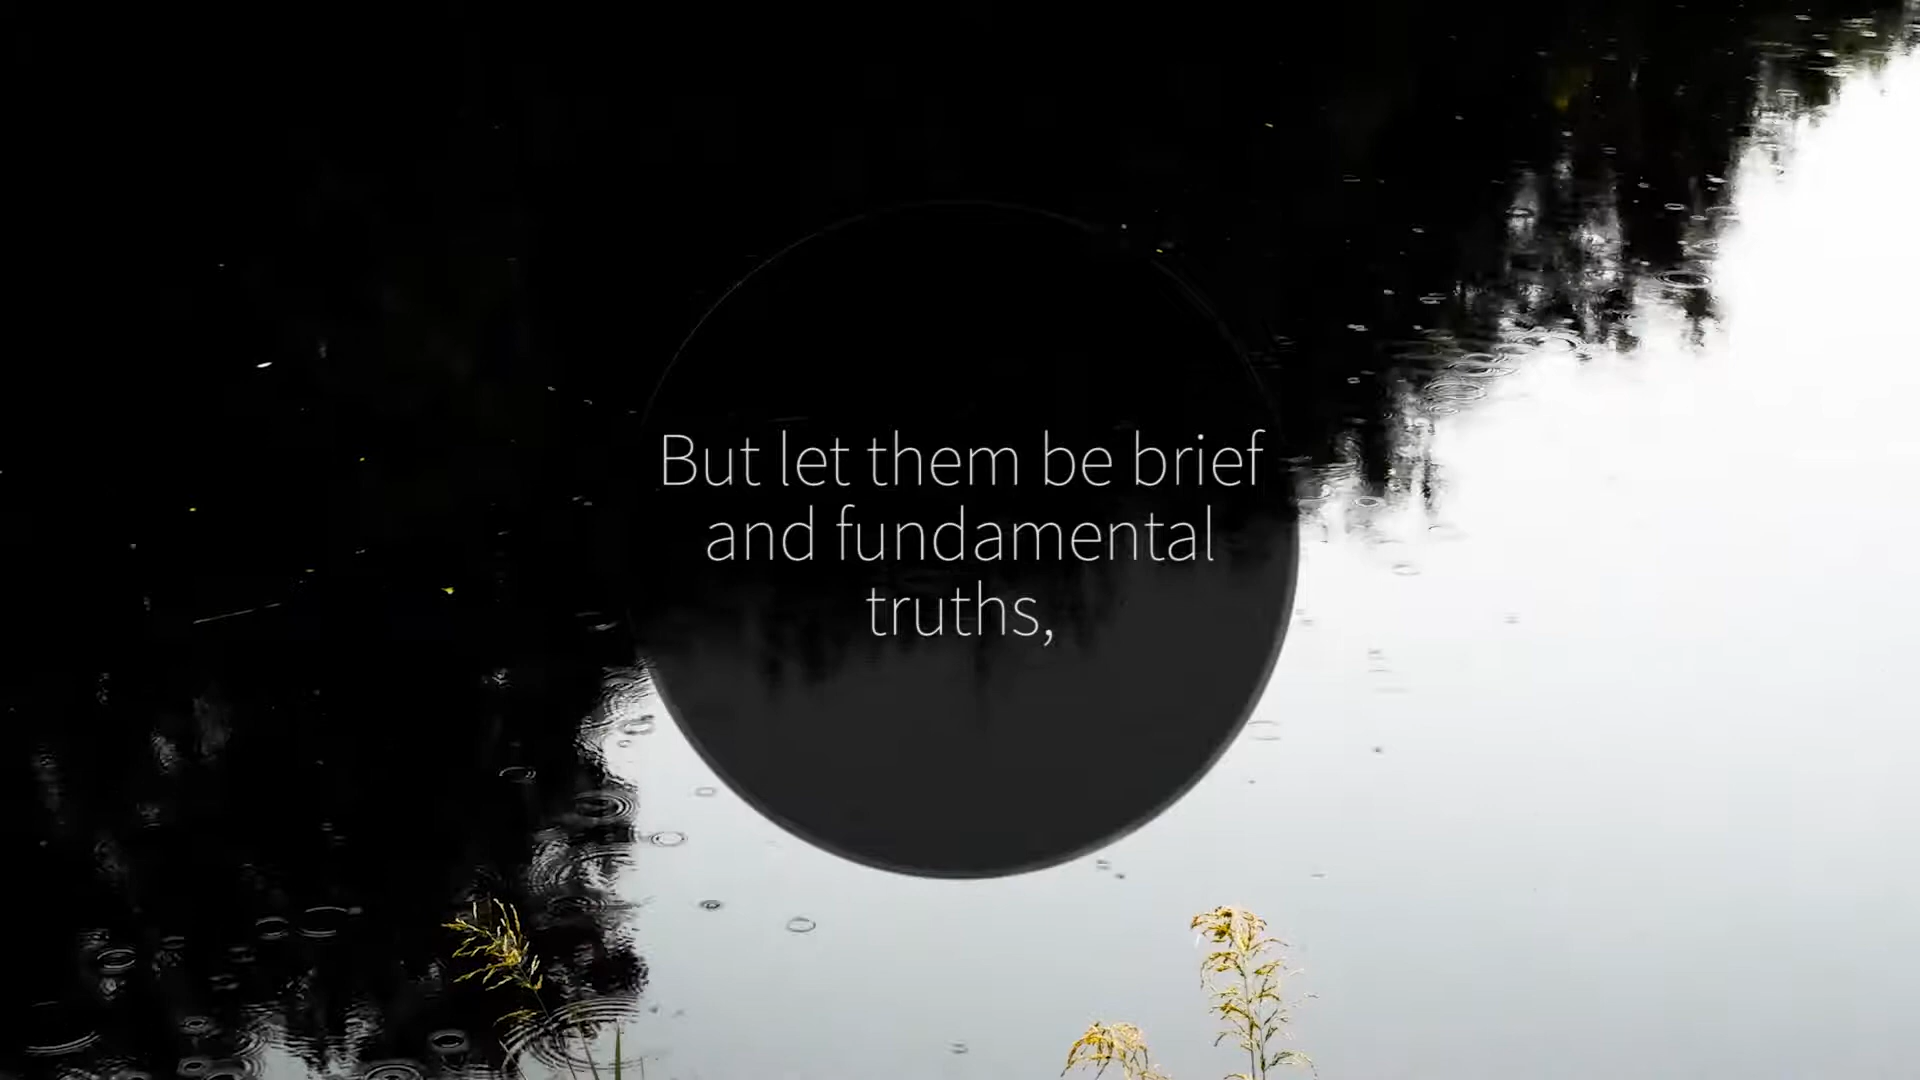 But let them be brief
and fundamental
truths,